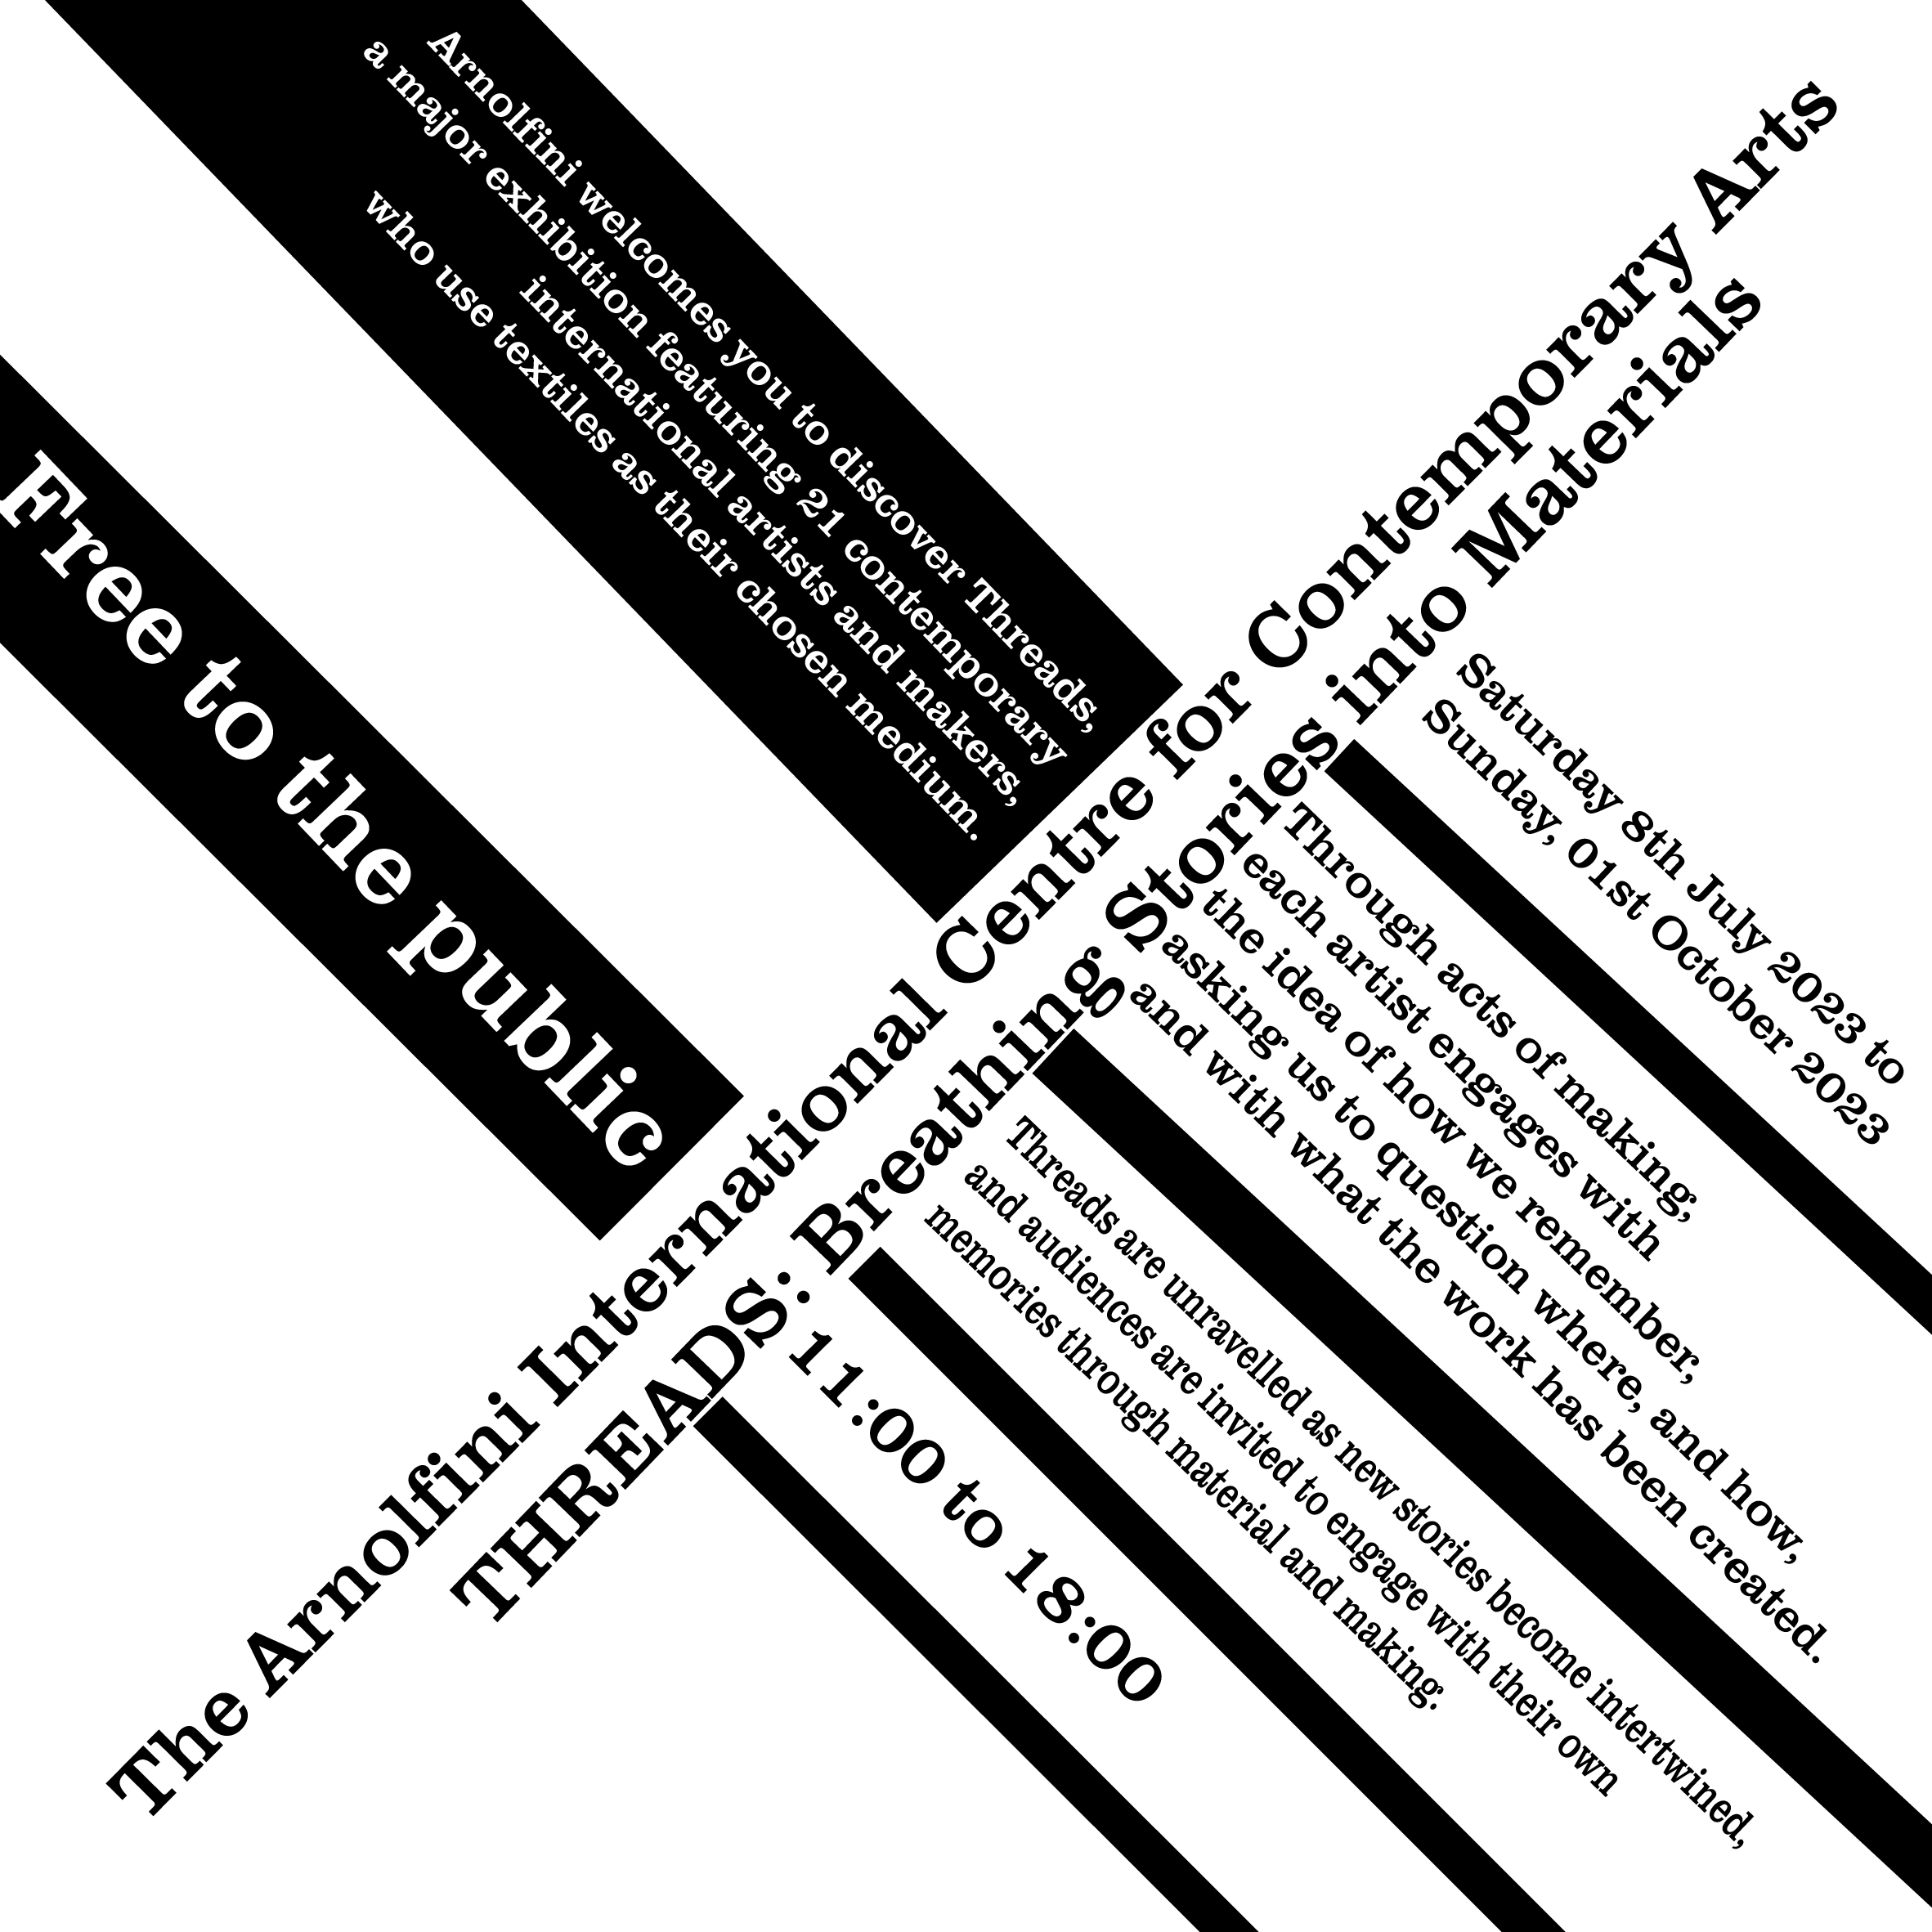 Arnolfini welcomes you to discover Threads,
a major exhibition featuring 21 contemporary,
international artists and makers,
who use textiles as their chosen medium.
Free to the public
The Arnolfini international Centre for Contemporary Arts
THREADS: Breathing Stories into Materials
saturday 8th July 2023 to
Sunday, 01st October 2023
Through acts of making,
each artist engages with
the idea of how we remember,
asking us to question where, and how,
and with what the work has been created.
Threads are unravelled as new stories become intertwined,
and audiences are invited to engage with their own
memories through material and making.
11:00 to 18:00